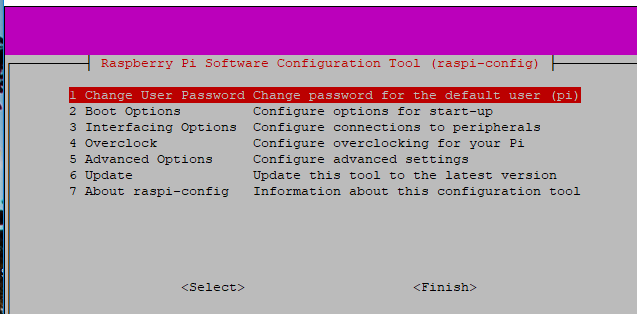 Raspberry Pi Software Configuration Tool (raspi-config)
1 Change User Password Change password for the default user (pi)
2 Boot Options Configure options for start-up
3 Interfacing Options Configure connections to peripherals
4 Overclock Configure overclocking for your Pi
5 Advanced Options Configure advanced settings
6 Update Update this tool to the latest version
7 About raspi-config Information about this configuration tool
<Select> <Finish>